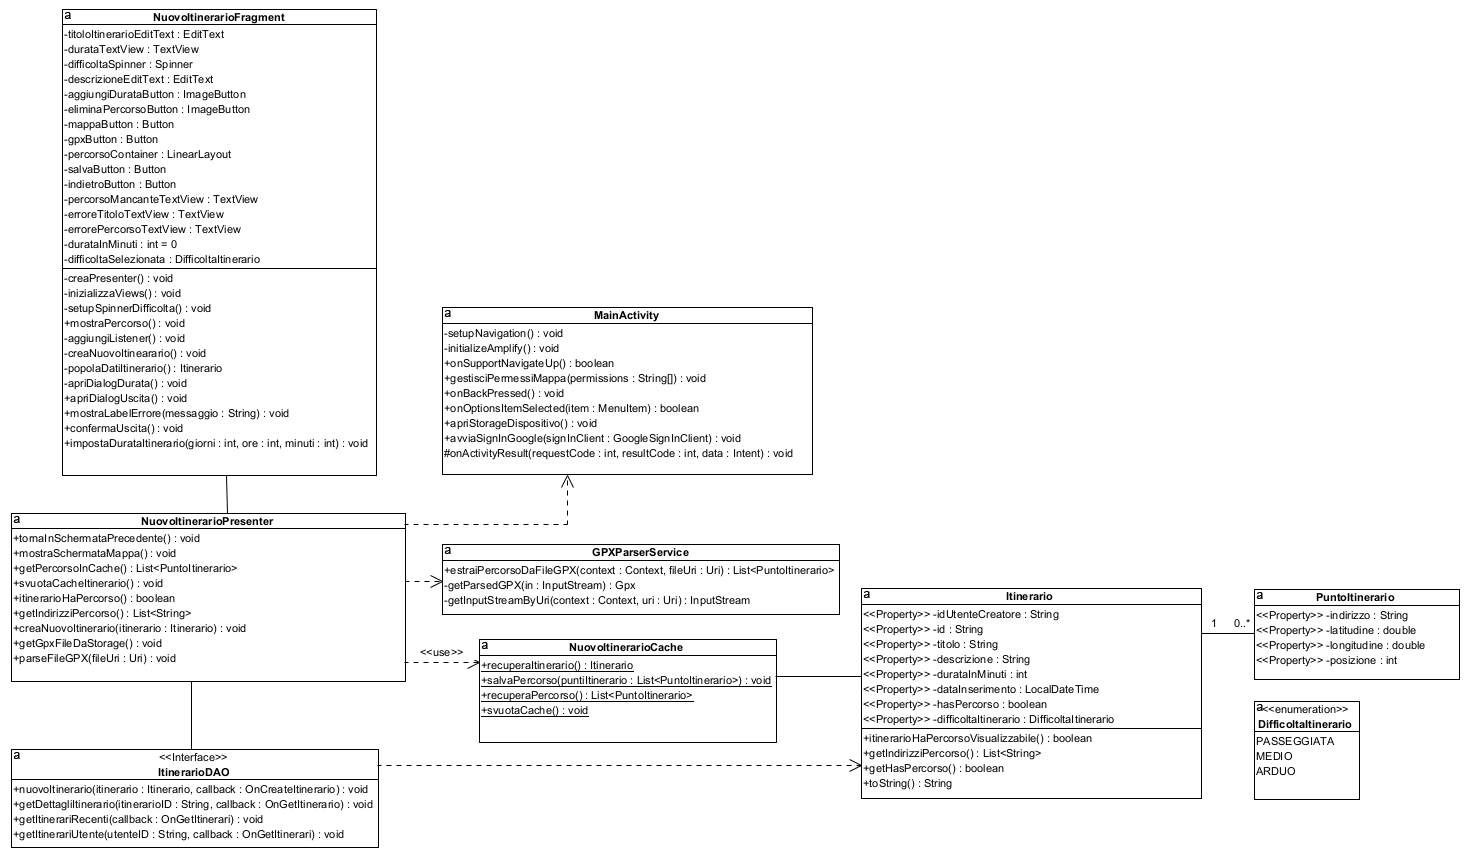 a
NuovoItinerarioFragment
-titoloItinerarioEditText : EditText
-durataTextView : TextView
-difficoltaSpinner : Spinner
-descrizioneEditText : EditText
-aggiungiDurataButton : ImageButton
-eliminaPercorsoButton : ImageButton
-mappaButton : Button
-gpxButton : Button
-percorsoContainer : LinearLayout
-salvaButton : Button
-indietroButton : Button
-percorsoMancanteTextView : TextView
-erroreTitoloTextView : TextView
-errorePercorsoTextView : TextView
-durataInMinuti : int = 0
-difficoltaSelezionata : DifficoltaItinerario
-creaPresenter() : void
-inizializzaViews() : void
-setupSpinnerDifficolta() : void
+mostraPercorso() : void
-aggiungiListener() : void
-creaNuovoItinearario() : void
-popolaDatiItinerario() : Itinerario
-apriDialogDurata() : void
+apriDialogUscita() : void
+mostraLabelErrore(messaggio : String) : void
+confermaUscita() : void
+impostaDurataItinerario(giorni : int, ore : int, minuti : int) : void
a
MainActivity
-setupNavigation() : void
-initializeAmplify() : void
+onSupportNavigateUp() : boolean
+gestisciPermessiMappa(permissions : String[]) : void
+onBackPressed() : void
+onOptionsItemSelected(item : MenuItem) : boolean
+apriStorageDispositivo() : void
+avviaSignInGoogle(signInClient : GoogleSignInClient) : void
#onActivityResult(requestCode : int, resultCode : int, data : Intent) : void
a
NuovoItinerarioPresenter
+tornaInSchermataPrecedente() : void
+mostraSchermataMappa() : void
+getPercorsoInCache() : List<PuntoItinerario>
+svuotaCacheItinerario() : void
+itinerarioHaPercorso() : boolean
+getIndirizziPercorso() : List<String>
+creaNuovoItinerario(itinerario : Itinerario) : void
+getGpxFileDaStorage() : void
+parseFileGPX(fileUri : Uri) : void
a
GPXParserService
+estraiPercorsoDaFileGPX(context : Context, fileUri : Uri) : List<PuntoItinerario>
-getParsedGPX(in : InputStream) : Gpx
-getInputStreamByUri(context : Context, uri : Uri) : InputStream
<<use>>
a
NuovoItinerarioCache
+recuperaItinerario() : Itinerario
+salvaPercorso(puntiItinerario : List<PuntoItinerario>) : void
+recuperaPercorso() : List<PuntoItinerario>
+svuotaCache() : void
a
Itinerario
<<Property>> -idUtenteCreatore : String
<<Property>> -id : String
<<Property>> -titolo : String
<<Property>> -descrizione : String
<<Property>> -durataInMinuti : int
<<Property>> -dataInserimento : LocalDateTime
<<Property>> -hasPercorso : boolean
<<Property>> -difficoltaItinerario : DifficoltaItinerario
+itinerarioHaPercorsoVisualizzabile() : boolean
+getIndirizziPercorso() : List<String>
+getHasPercorso() : boolean
+toString() : String
1 0..*
a
PuntoItinerario
<<Property>> -indirizzo : String
<<Property>> -latitudine : double
<<Property>> -longitudine : double
<<Property>> -posizione : int
a
<<enumeration>>
DifficoltaItinerario
PASSEGGIATA
MEDIO
ARDUO
a
<<Interface>>
ItinerarioDAO
+nuovoItinerario(itinerario : Itinerario, callback : OnCreateItinerario) : void
+getDettagliItinerario(itinerarioID : String, callback : OnGetItinerario) : void
+getItinerariRecenti(callback : OnGetItinerari) : void
+getItinerariUtente(utenteID : String, callback : OnGetItinerari) : void